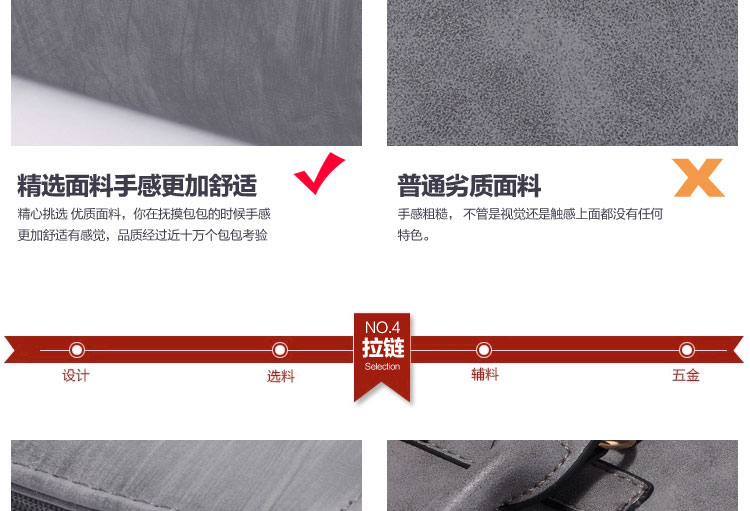 精选面料手感更加舒适
精心挑选 优质面料，你在抚摸包包的时候手感
更加舒适有感觉，品质经过近十万个包包考验
普通劣质面料
手感粗糙， 不管是视觉还是触感上面都没有任何
特色。
NO.4
拉链
Selection
设计
选料
辅料
五金